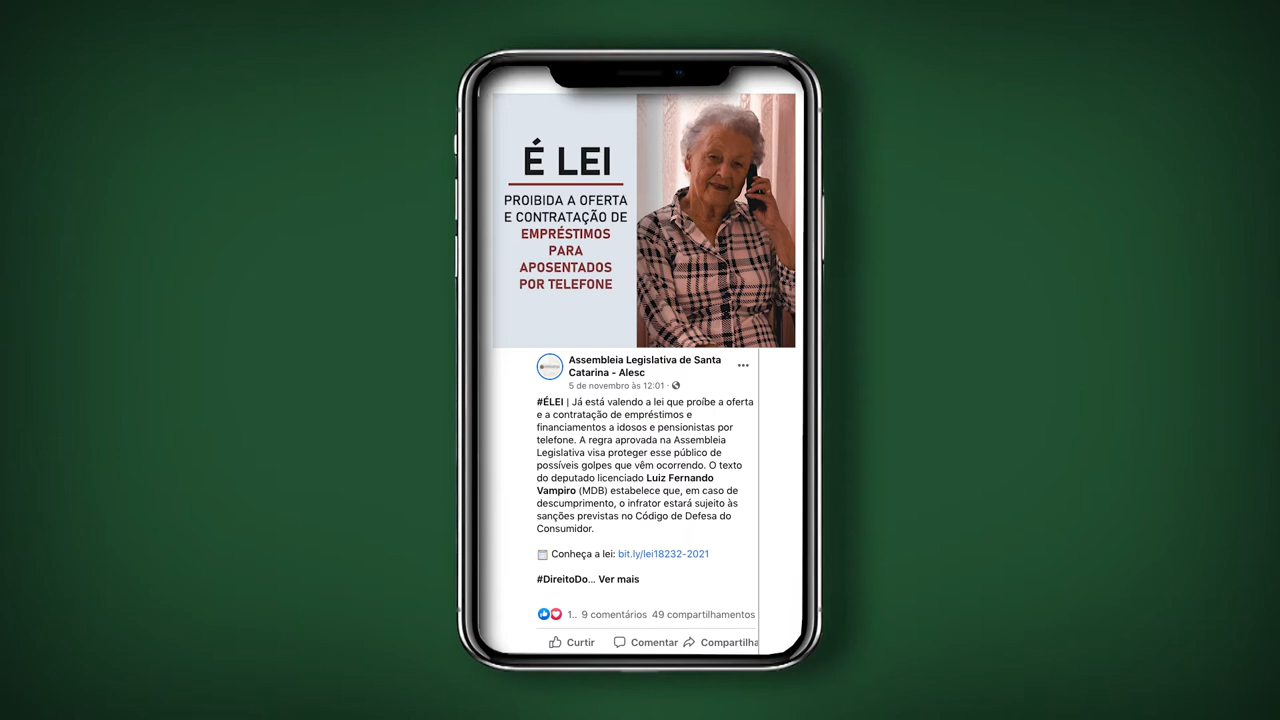 É LEI
PROIBIDA A OFERTA
E CONTRATAÇÃO DE
EMPRÉSTIMOS
PARA
APOSENTADOS
POR TELEFONE
Assembleia Legislativa de Santa
Catarina - Alesc
5 de novembro às 12:01 ·
#ÉLEI | Já está valendo a lei que proíbe a oferta
e a contratação de empréstimos e
financiamentos a idosos e pensionistas por
telefone. A regra aprovada na Assembleia
Legislativa visa proteger esse público de
possíveis golpes que vêm ocorrendo. O texto
do deputado licenciado Luiz Fernando
Vampiro (MDB) estabelece que, em caso de
descumprimento, o infrator estará sujeito às
sanções previstas no Código de Defesa do
Consumidor.
Conheça a lei: bit.ly/lei18232-2021
#DireitoDo... Ver mais
1.. 9 comentários 49 compartilhamentos
Curtir Comentar Compartilha